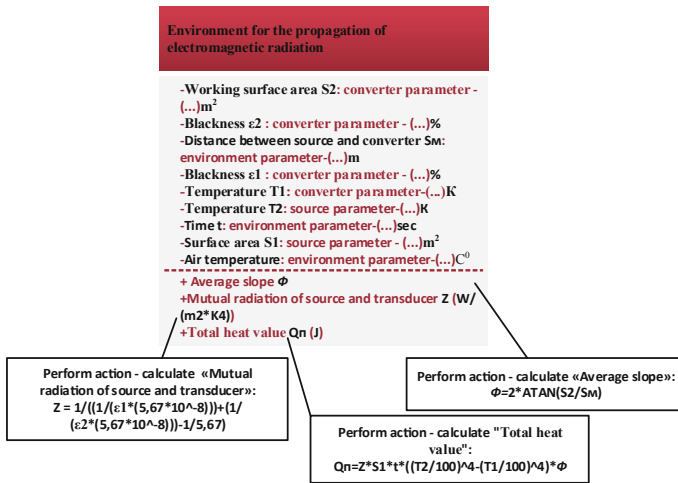 Environment for the propagation of
electromagnetic radiation
-Working surface area S2: converter parameter -
(...)m²
-Blackness ε2 : converter parameter - (...)%
-Distance between source and converter Sм:
environment parameter-(...)m
-Blackness ε1 : converter parameter - (...)%
-Temperature T1: converter parameter-(...)K
-Temperature T2: source parameter-(...)K
-Time t: environment parameter-(...)sec
-Surface area S1: source parameter - (...)m²
-Air temperature: environment parameter-(...)C⁰
+ Average slope Φ
+Mutual radiation of source and transducer Z (W/
(m2*K4))
+Total heat value Qп (J)
Perform action - calculate «Mutual
radiation of source and transducer»:
Z = 1/((1/(ε1*(5,67*10^-8)))+(1/
(ε2*(5,67*10^-8)))-1/5,67)
Perform action - calculate «Average slope»:
Φ=2*ATAN(S2/Sм)
Perform action - calculate "Total heat
value":
Qп=Z*S1*t*((T2/100)^4-(T1/100)^4)*Φ